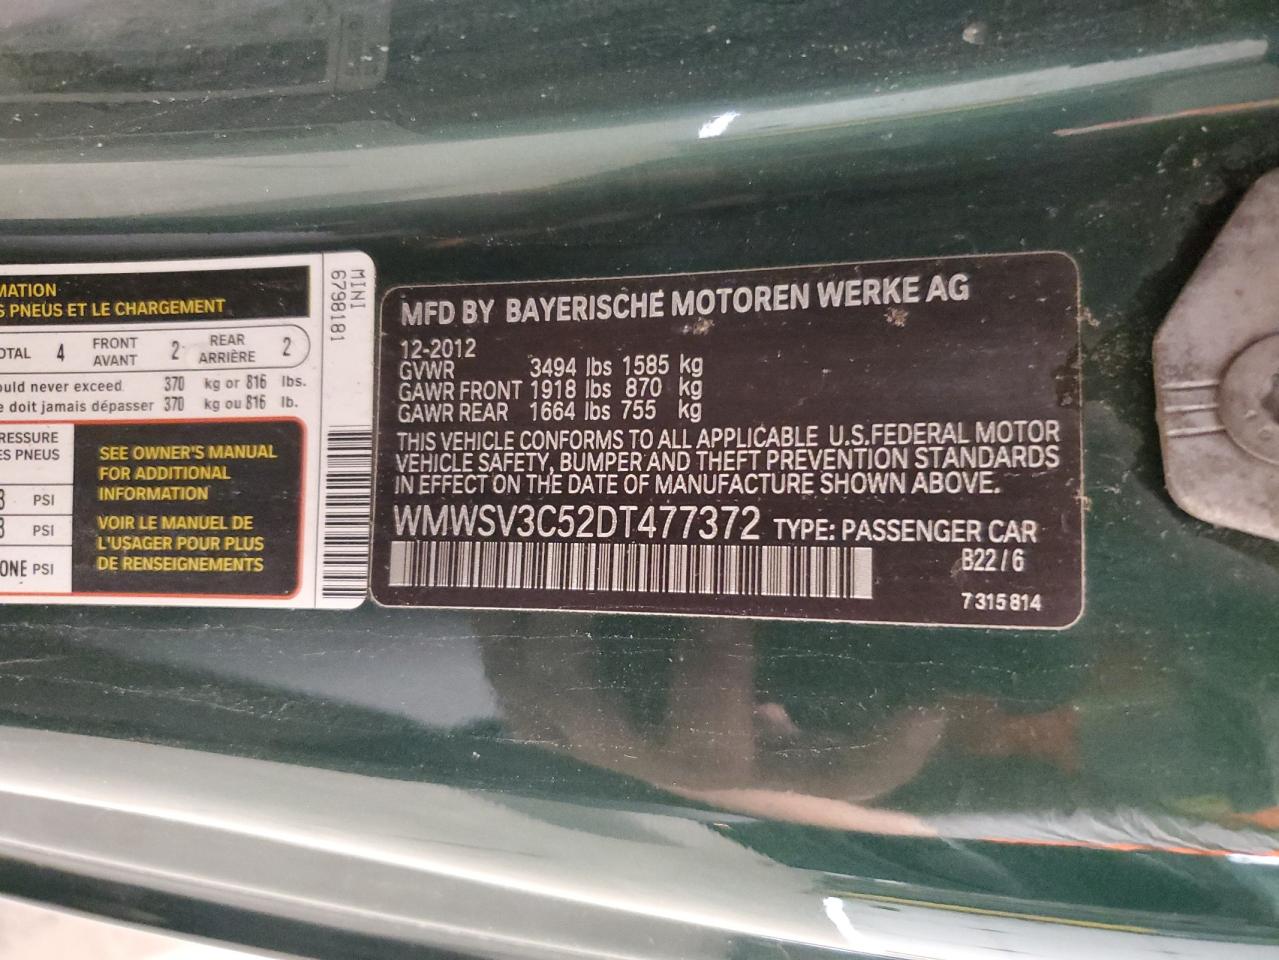 MATION
S PNEUS ET LE CHARGEMENT
OTAL 4 FRONT AVANT 2 REAR ARRIÈRE 2
ould never exceed 370 kg or 816 lbs.
e doit jamais dépasser 370 kg ou 816 lb.
RESSURE
ES PNEUS
3 PSI
3 PSI
ONE PSI
SEE OWNER'S MANUAL
FOR ADDITIONAL
INFORMATION
VOIR LE MANUEL DE
L'USAGER POUR PLUS
DE RENSEIGNEMENTS
MINI
6798181
MFD BY BAYERISCHE MOTOREN WERKE AG
12-2012
GVWR 3494 lbs 1585 kg
GAWR FRONT 1918 lbs 870 kg
GAWR REAR 1664 lbs 755 kg
THIS VEHICLE CONFORMS TO ALL APPLICABLE U.S.FEDERAL MOTOR
VEHICLE SAFETY, BUMPER AND THEFT PREVENTION STANDARDS
IN EFFECT ON THE DATE OF MANUFACTURE SHOWN ABOVE.
WMWSV3C52DT477372 TYPE: PASSENGER CAR
B22/6
7 315 814